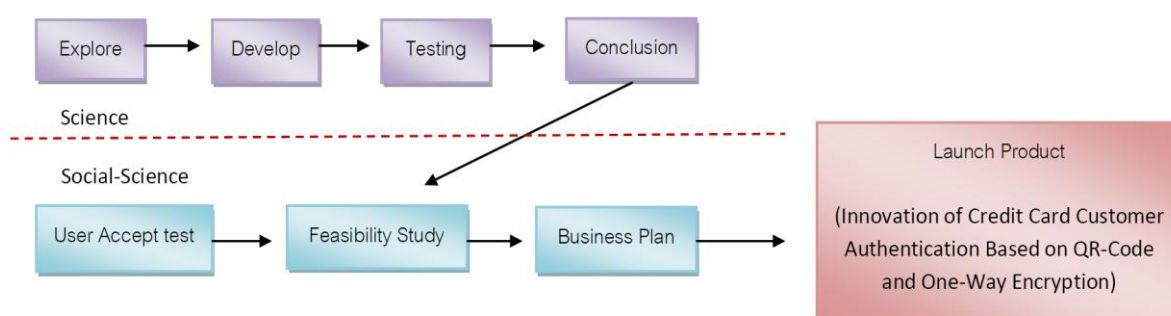 Explore
Develop
Testing
Conclusion
Science
Social-Science
User Accept test
Feasibility Study
Business Plan
Launch Product
(Innovation of Credit Card Customer
Authentication Based on QR-Code
and One-Way Encryption)